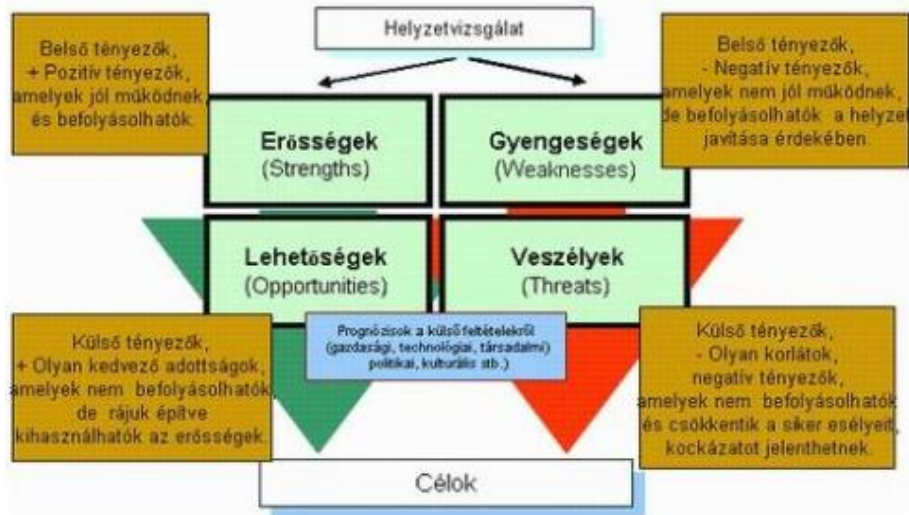 Helyzetvizsgálat
Belső tényezők,
+ Pozitív tényezők,
amelyek jól működnek
és befolyásolhatók.
Belső tényezők,
- Negatív tényezők,
amelyek nem jól működnek,
de befolyásolhatók a helyzet
javítása érdekében.
Erősségek
(Strengths)
Gyengeségek
(Weaknesses)
Lehetőségek
(Opportunities)
Veszélyek
(Threats)
Prognózisok a külső feltételekről
(gazdasági, technológiai, társadalmi)
politikai, kulturális stb.)
Külső tényezők,
+ Olyan kedvező adottságok,
amelyek nem befolyásolhatók,
de rájuk építve
kihasználhatók az erősségek.
Külső tényezők,
- Olyan korlátok,
negatív tényezők,
amelyek nem befolyásolhatók
és csökkentik a siker esélyeit,
kockázatot jelenthetnek.
Célok